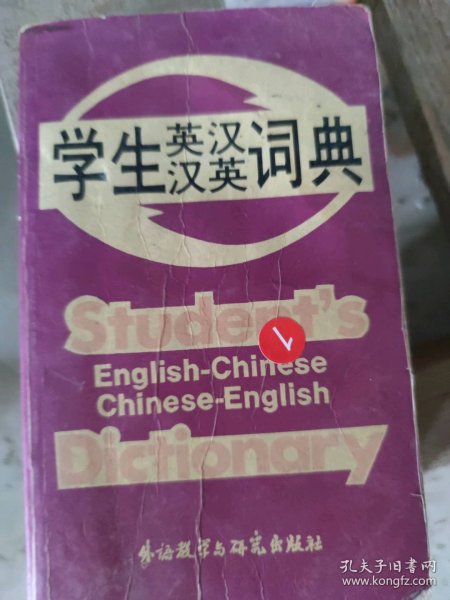 学生英汉汉英词典
Student's
English-Chinese
Chinese-English
Dictionary
外语教学与研究出版社
孔夫子旧书网
www.kongfz.com